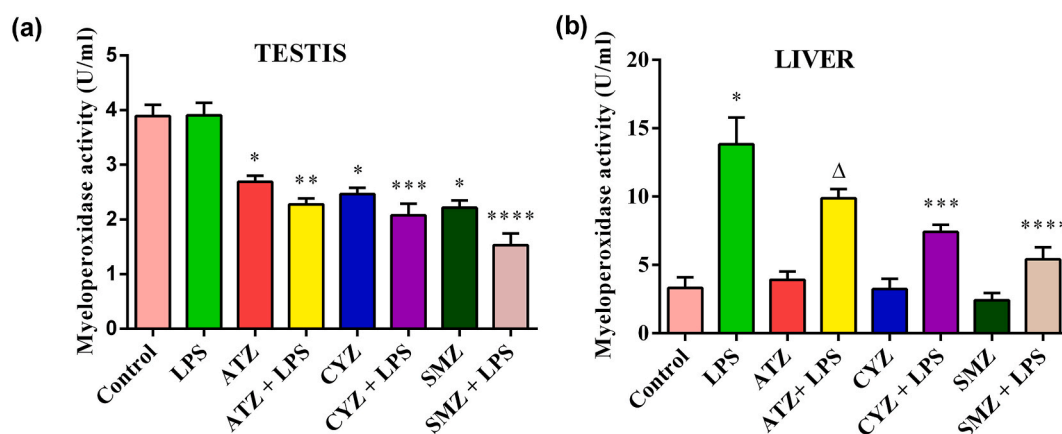 (a)
TESTIS
Myeloperoxidase activity (U/ml)
5
4
3
2
1
0
*
**
*
***
*
****
Control
LPS
ATZ
ATZ + LPS
CYZ
CYZ + LPS
SMZ
SMZ + LPS
(b)
LIVER
Myeloperoxidase activity (U/ml)
20
15
10
5
0
*
Δ
***
****
Control
LPS
ATZ
ATZ+ LPS
CYZ
CYZ + LPS
SMZ
SMZ + LPS